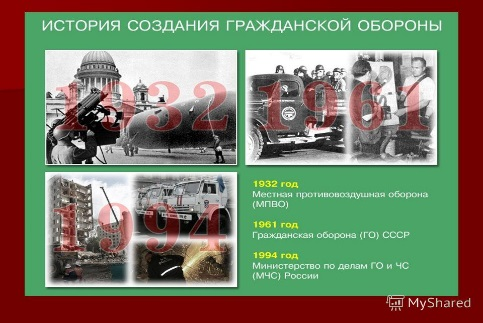 ИСТОРИЯ СОЗДАНИЯ ГРАЖДАНСКОЙ ОБОРОНЫ
1932
1961
1994
1932 год
Местная противовоздушная оборона
(МПВО)
1961 год
Гражданская оборона (ГО) СССР
1994 год
Министерство по делам ГО и ЧС
(МЧС) России
MyShared